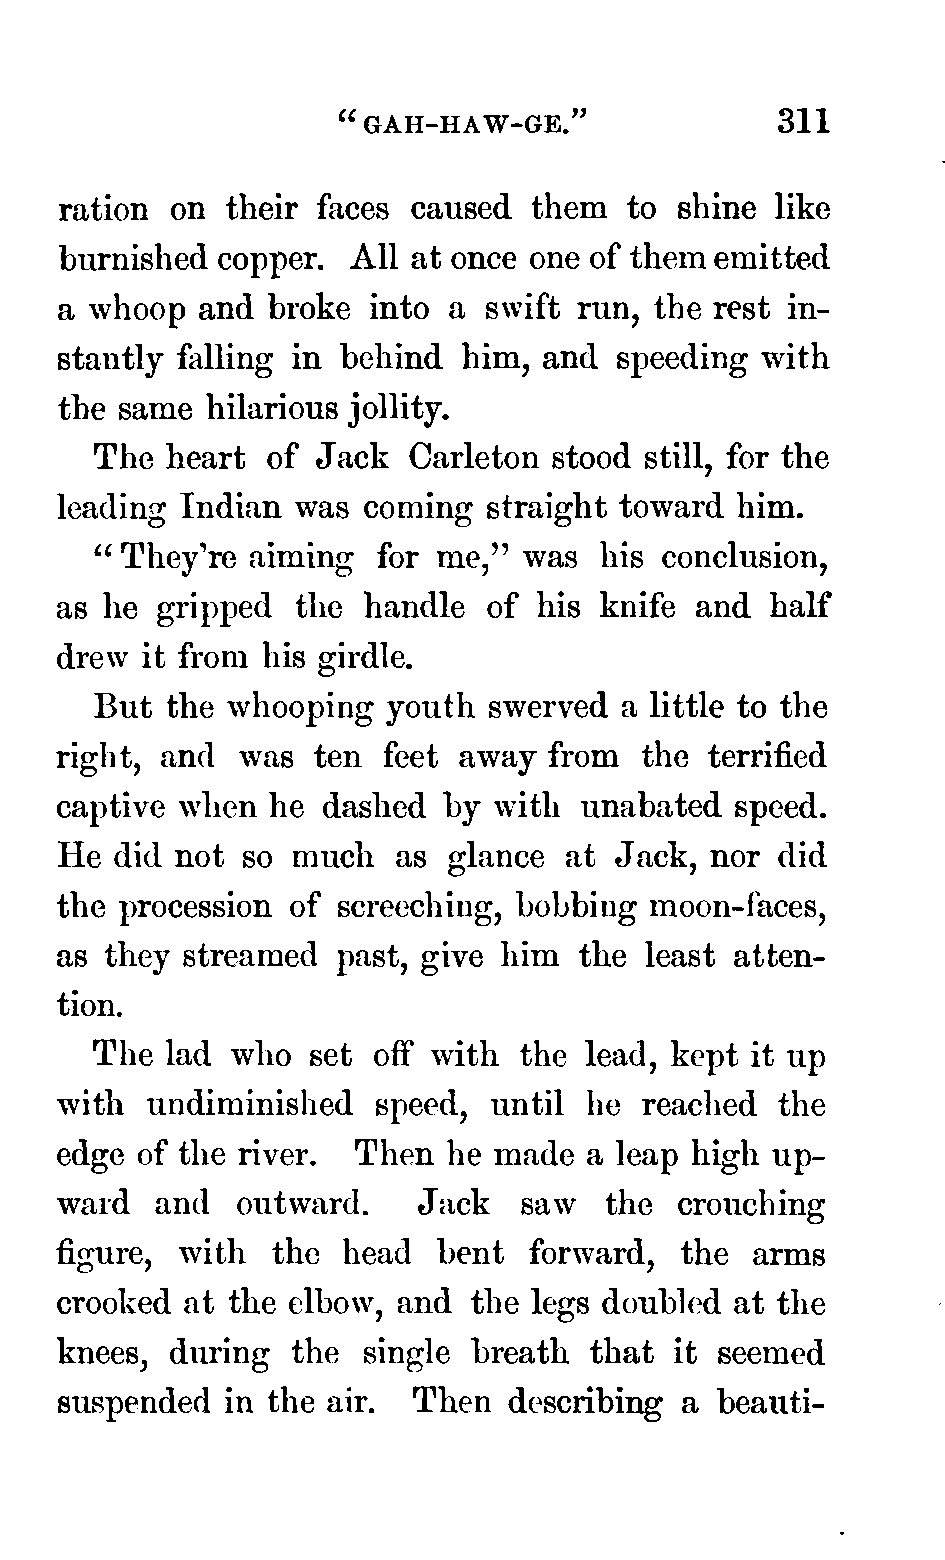 "GAH-HAW-GE." 311
ration on their faces caused them to shine like
burnished copper. All at once one of them emitted
a whoop and broke into a swift run, the rest in-
stantly falling in behind him, and speeding with
the same hilarious jollity.
The heart of Jack Carleton stood still, for the
leading Indian was coming straight toward him.
"They're aiming for me," was his conclusion,
as he gripped the handle of his knife and half
drew it from his girdle.
But the whooping youth swerved a little to the
right, and was ten feet away from the terrified
captive when he dashed by with unabated speed.
He did not so much as glance at Jack, nor did
the procession of screeching, bobbing moon-faces,
as they streamed past, give him the least atten-
tion.
The lad who set off with the lead, kept it up
with undiminished speed, until he reached the
edge of the river. Then he made a leap high up-
ward and outward. Jack saw the crouching
figure, with the head bent forward, the arms
crooked at the elbow, and the legs doubled at the
knees, during the single breath that it seemed
suspended in the air. Then describing a beauti-